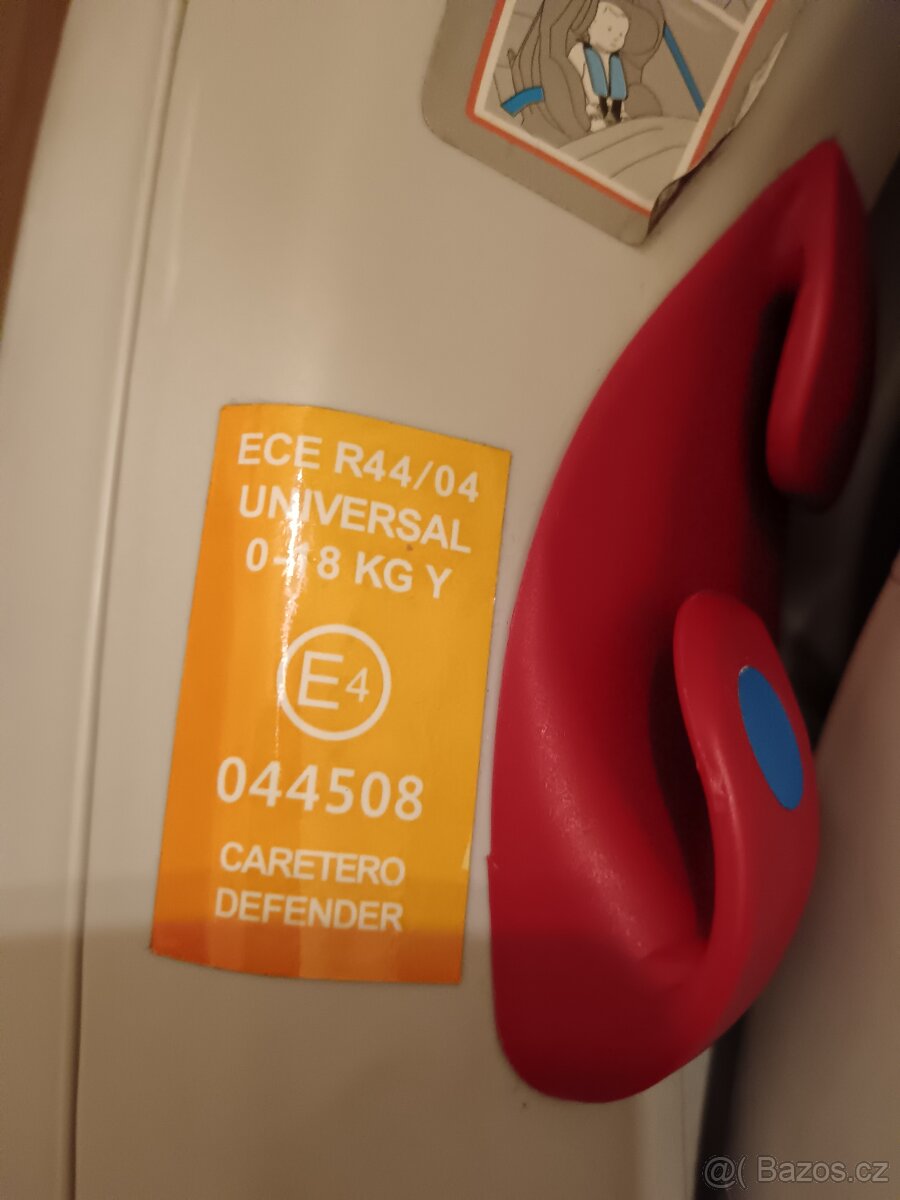 ECE R44/04
UNIVERSAL
0-18 KG Y
E4
044508
CARETERO
DEFENDER
@( Bazos.cz